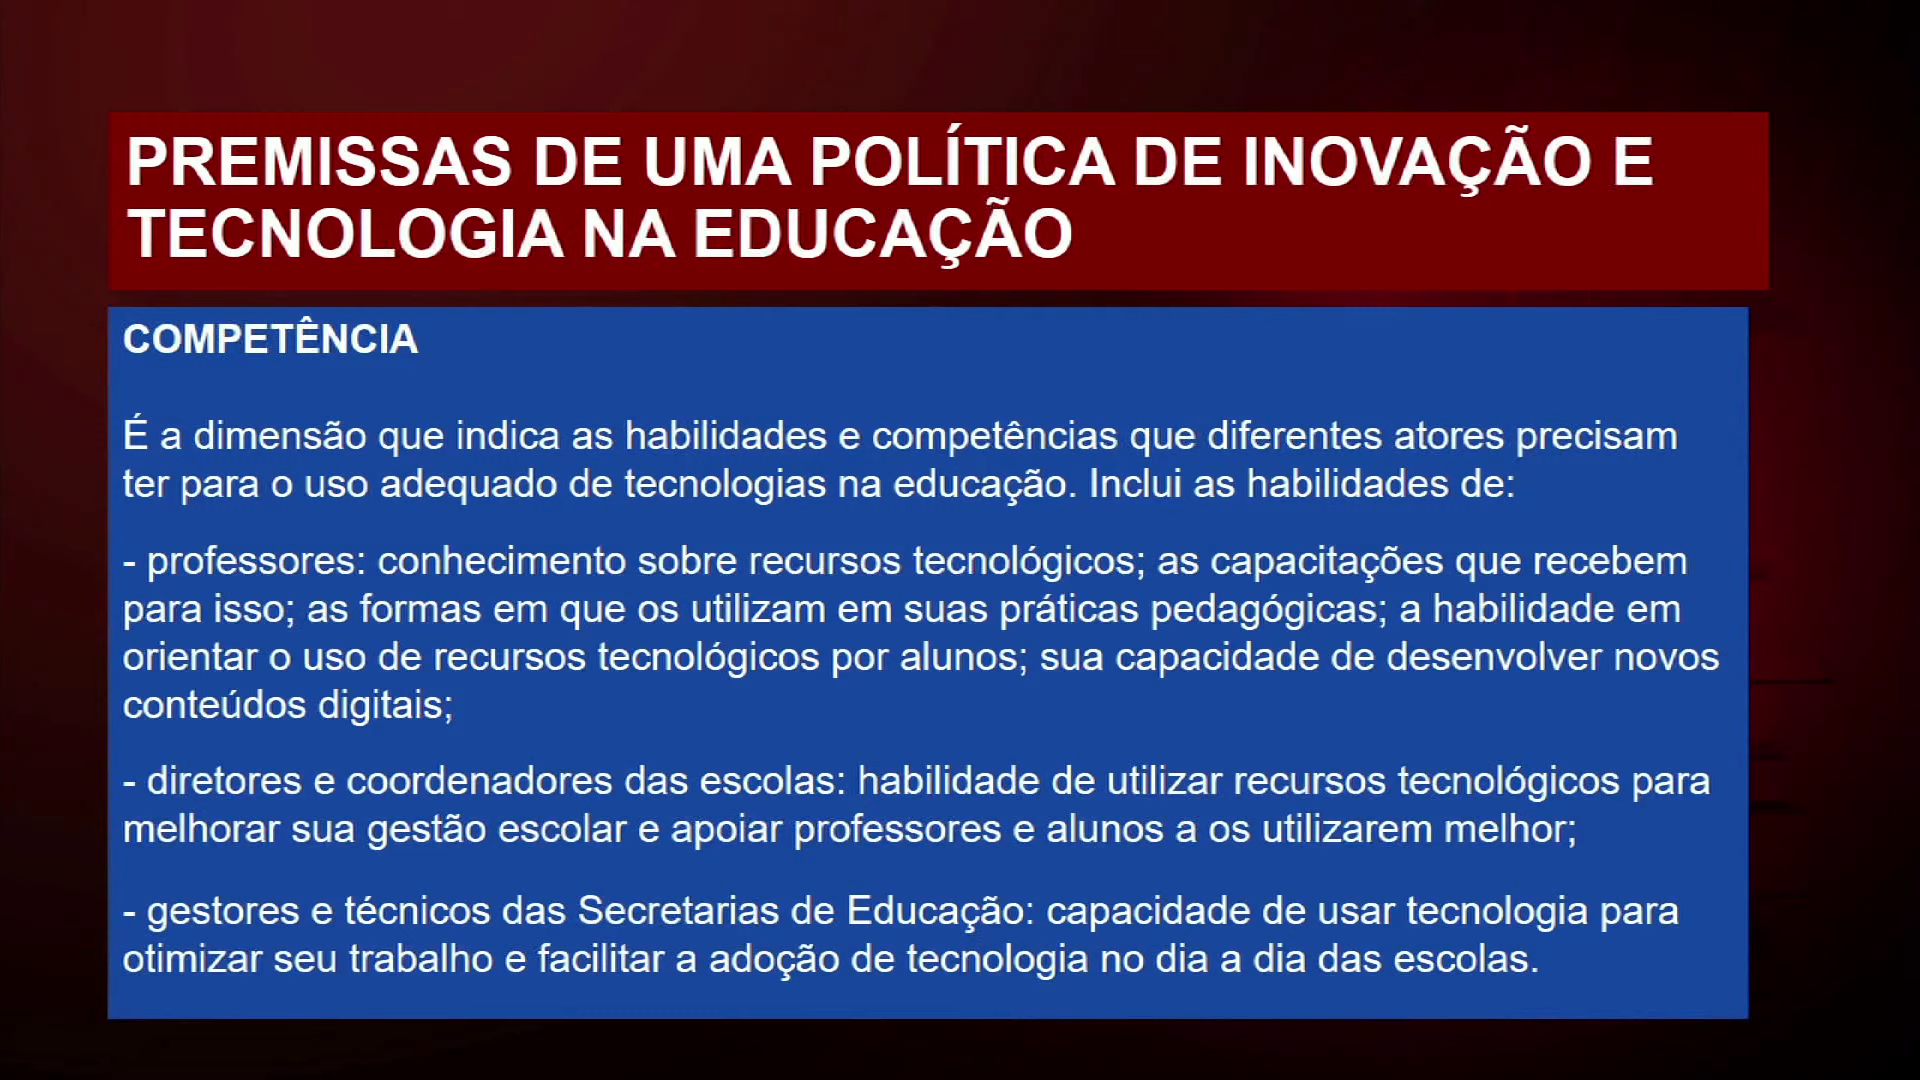 PREMISSAS DE UMA POLÍTICA DE INOVAÇÃO E
TECNOLOGIA NA EDUCAÇÃO
COMPETÊNCIA
É a dimensão que indica as habilidades e competências que diferentes atores precisam
ter para o uso adequado de tecnologias na educação. Inclui as habilidades de:
- professores: conhecimento sobre recursos tecnológicos; as capacitações que recebem
para isso; as formas em que os utilizam em suas práticas pedagógicas; a habilidade em
orientar o uso de recursos tecnológicos por alunos; sua capacidade de desenvolver novos
conteúdos digitais;
- diretores e coordenadores das escolas: habilidade de utilizar recursos tecnológicos para
melhorar sua gestão escolar e apoiar professores e alunos a os utilizarem melhor;
- gestores e técnicos das Secretarias de Educação: capacidade de usar tecnologia para
otimizar seu trabalho e facilitar a adoção de tecnologia no dia a dia das escolas.